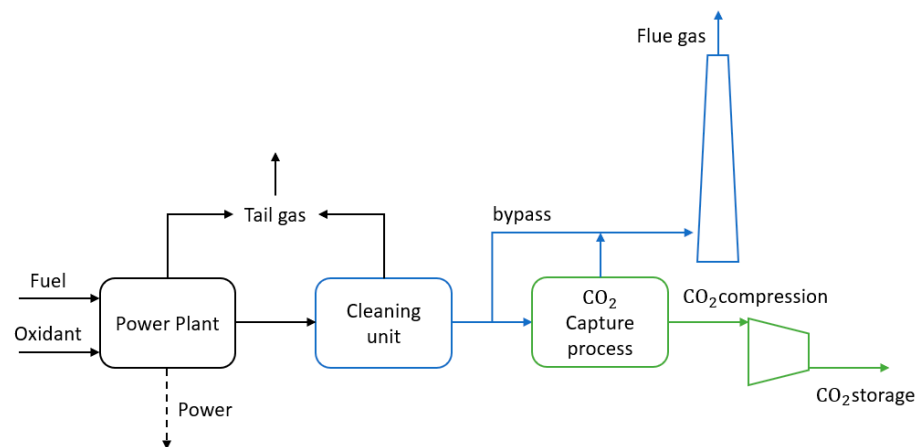 Flue gas
Tail gas
bypass
Fuel
Oxidant
Power Plant
Power
Cleaning
unit
CO₂
Capture
process
CO₂compression
CO₂storage